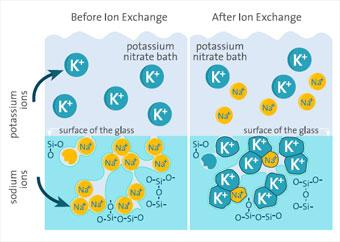 Before Ion Exchange
After Ion Exchange
potassium
nitrate bath
potassium
nitrate bath
potassium
ions
sodium
ions
K+
K+
K+
K+
K+
K+
K+
K+
Na+
Na+
Na+
Na+
Na+
surface of the glass
surface of the glass
Si-O
Na+
Na+
Na+
Na+
Na+
Na+
Na+
Na+
Na+
O-Si-O-
Si-O
O-Si-O-Si-O
Si-O
K+
K+
K+
K+
K+
K+
K+
Na+
Na+
O-Si-O-
Si-O
O-Si-O-Si-O